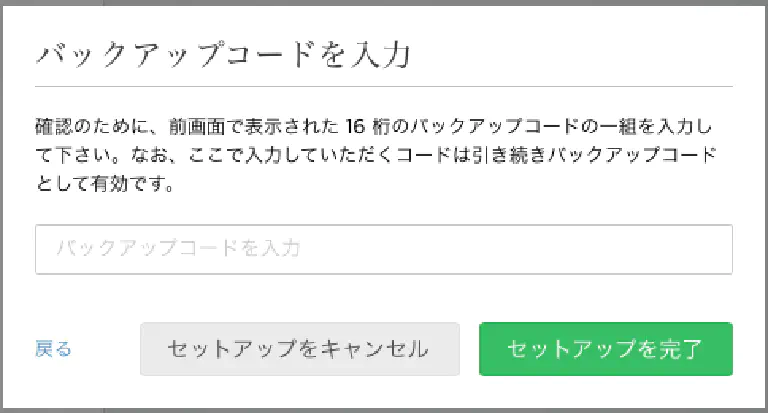 バックアップコードを入力
確認のために、前画面で表示された 16 桁のバックアップコードの一組を入力し
て下さい。なお、ここで入力していただくコードは引き続きバックアップコード
として有効です。
バックアップコードを入力
戻る
セットアップをキャンセル
セットアップを完了